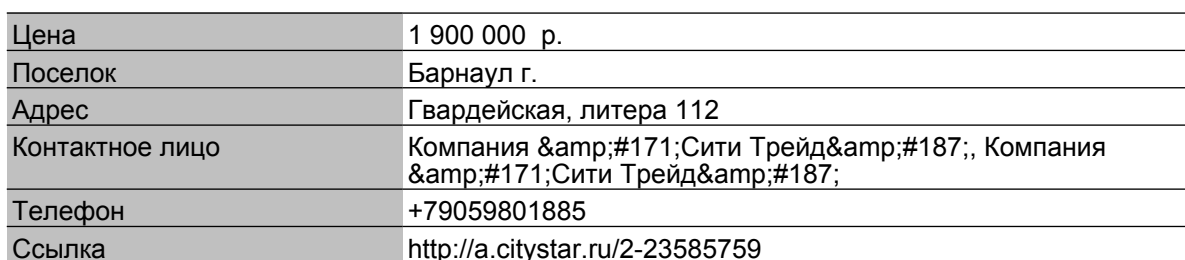 Цена 1 900 000 р.
Поселок Барнаул г.
Адрес Гвардейская, литера 112
Контактное лицо Компания &amp;#171;Сити Трейд&amp;#187;, Компания
&amp;#171;Сити Трейд&amp;#187;
Телефон +79059801885
Ссылка http://a.citystar.ru/2-23585759